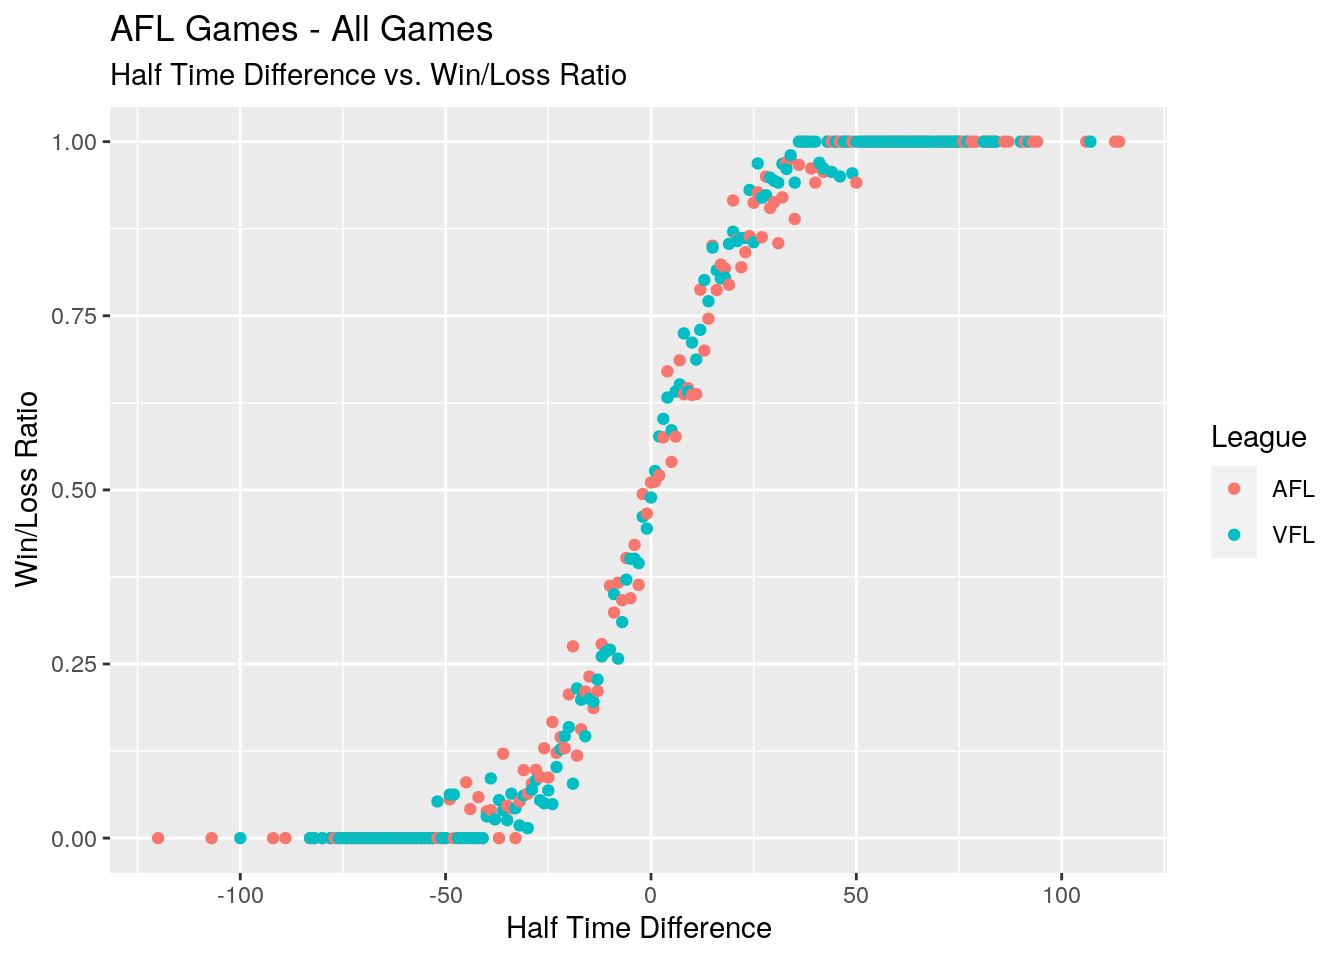 AFL Games - All Games
Half Time Difference vs. Win/Loss Ratio
1.00
0.75
0.50
0.25
0.00
Win/Loss Ratio
-100
-50
0
50
100
Half Time Difference
League
AFL
VFL